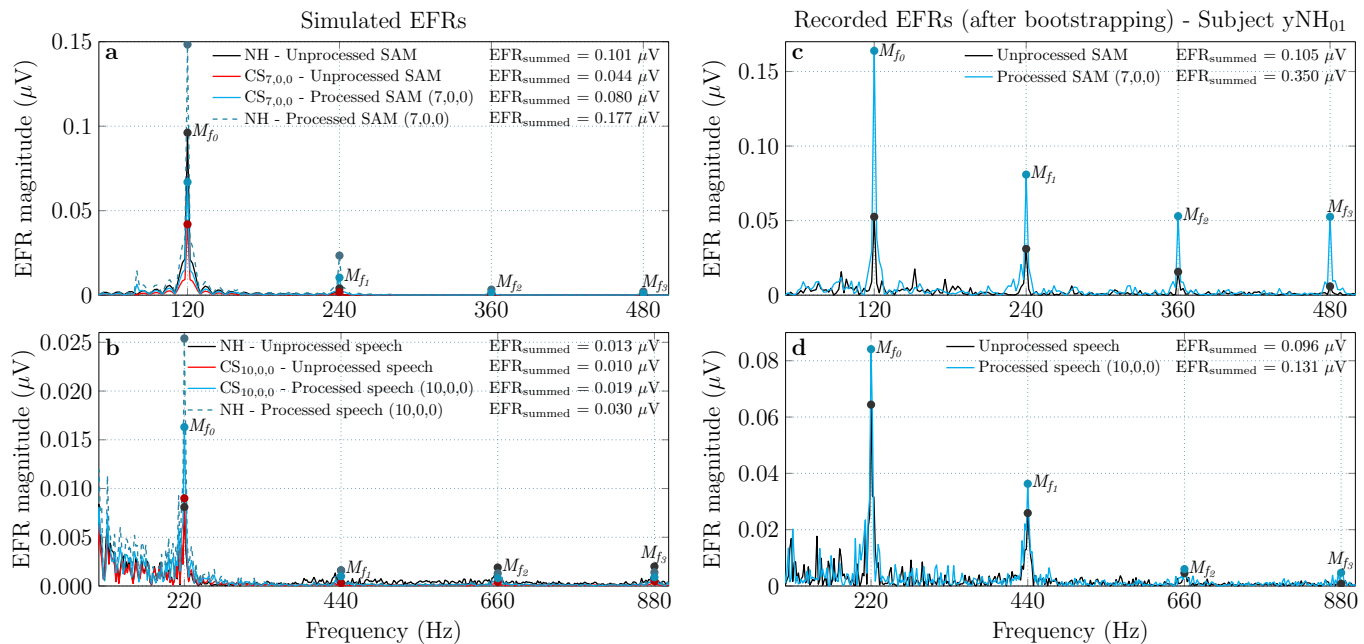 Simulated EFRs
Recorded EFRs (after bootstrapping) - Subject yNH₀₁
a
NH - Unprocessed SAM EFRsummed = 0.101 μV
CS₇,₀,₀ - Unprocessed SAM EFRsummed = 0.044 μV
CS₇,₀,₀ - Processed SAM (7,0,0) EFRsummed = 0.080 μV
NH - Processed SAM (7,0,0) EFRsummed = 0.177 μV
EFR magnitude (μV)
0.15
0.1
0.05
0
Mf₀
Mf₁
Mf₂
Mf₃
120 240 360 480
c
Unprocessed SAM EFRsummed = 0.105 μV
Processed SAM (7,0,0) EFRsummed = 0.350 μV
EFR magnitude (μV)
0.15
0.10
0.05
0
Mf₀
Mf₁
Mf₂
Mf₃
120 240 360 480
b
NH - Unprocessed speech EFRsummed = 0.013 μV
CS₁₀,₀,₀ - Unprocessed speech EFRsummed = 0.010 μV
CS₁₀,₀,₀ - Processed speech (10,0,0) EFRsummed = 0.019 μV
NH - Processed speech (10,0,0) EFRsummed = 0.030 μV
EFR magnitude (μV)
0.025
0.020
0.015
0.010
0.005
0.000
Mf₀
Mf₁
Mf₂
Mf₃
220 440 660 880
Frequency (Hz)
d
Unprocessed speech EFRsummed = 0.096 μV
Processed speech (10,0,0) EFRsummed = 0.131 μV
EFR magnitude (μV)
0.08
0.06
0.04
0.02
0
Mf₀
Mf₁
Mf₂
Mf₃
220 440 660 880
Frequency (Hz)